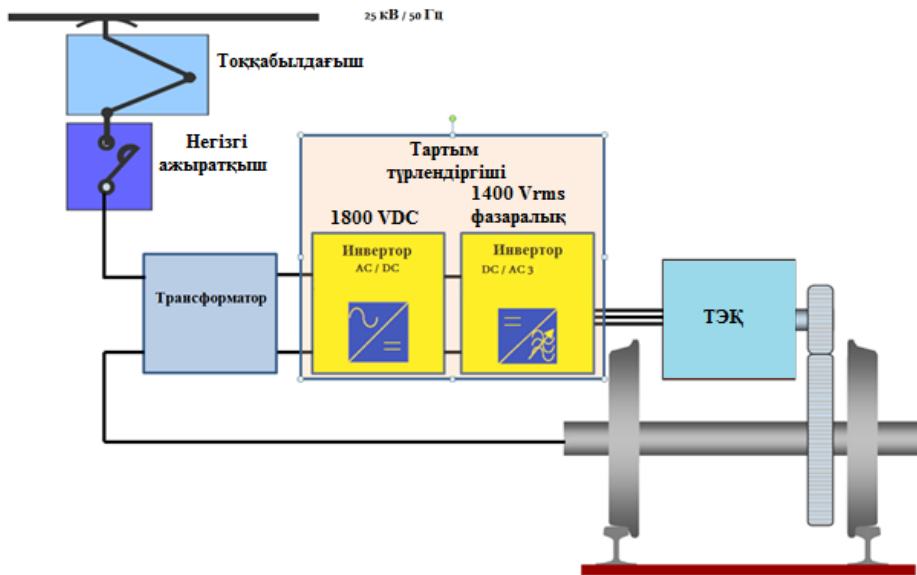 25 кВ / 50 Гц
Тоққабылдағыш
Негізгі
ажыратқыш
Тартым
түрлендіргіші
1800 VDC
1400 Vrms
фазаралық
Инвертор
AC / DC
Инвертор
DC / AC 3
Трансформатор
ТЭҚ